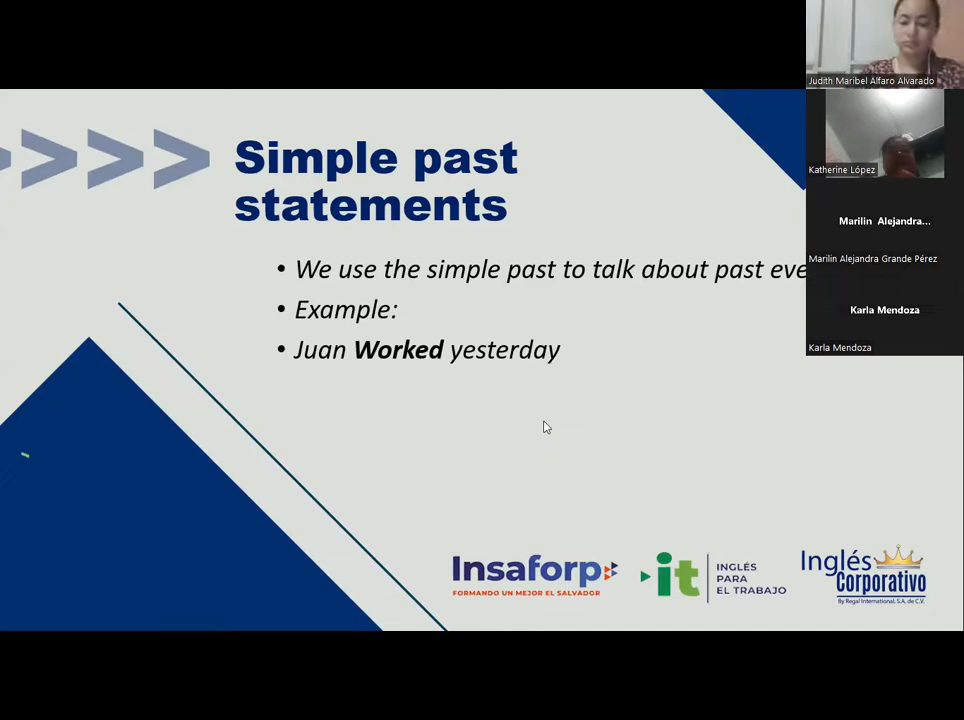 Simple past
statements
• We use the simple past to talk about past eve
• Example:
• Juan Worked yesterday
Judith Maribel Alfaro Alvarado
Katherine López
Marilin Alejandra...
Marilin Alejandra Grande Pérez
Karla Mendoza
Karla Mendoza
Insaforp
FORMANDO UN MEJOR EL SALVADOR
it
INGLÉS
PARA
EL TRABAJO
Inglés
Corporativo
By Regal International, S.A. de C.V.